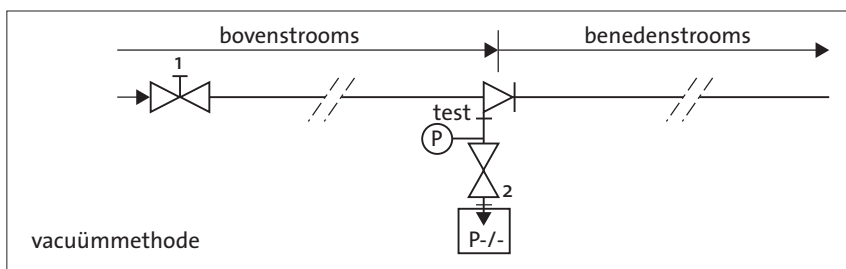 bovenstrooms
benedenstrooms
1
test
P
2
P-/-
vacuümmethode